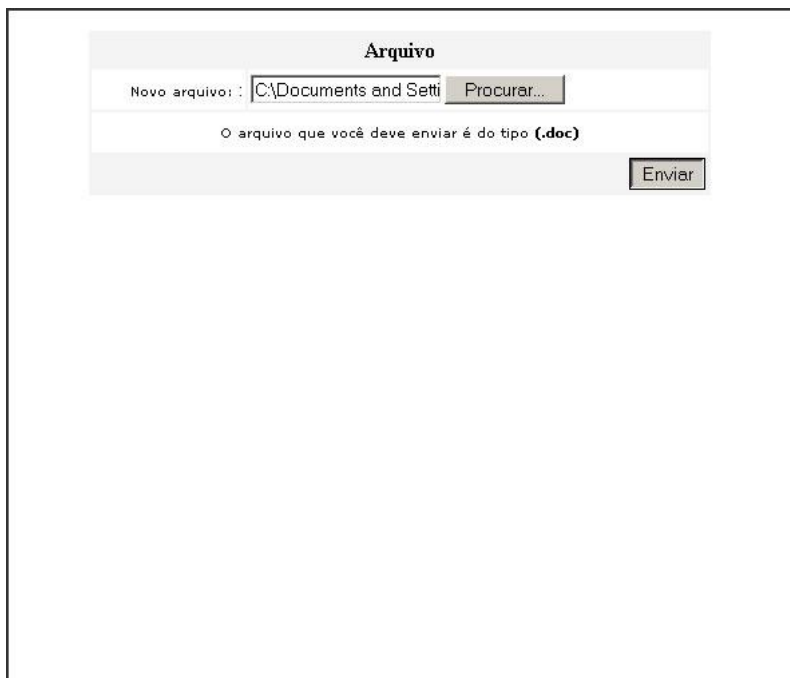 Arquivo
Novo arquivo: : C:\Documents and Setti Procurar...
O arquivo que você deve enviar é do tipo (.doc)
Enviar